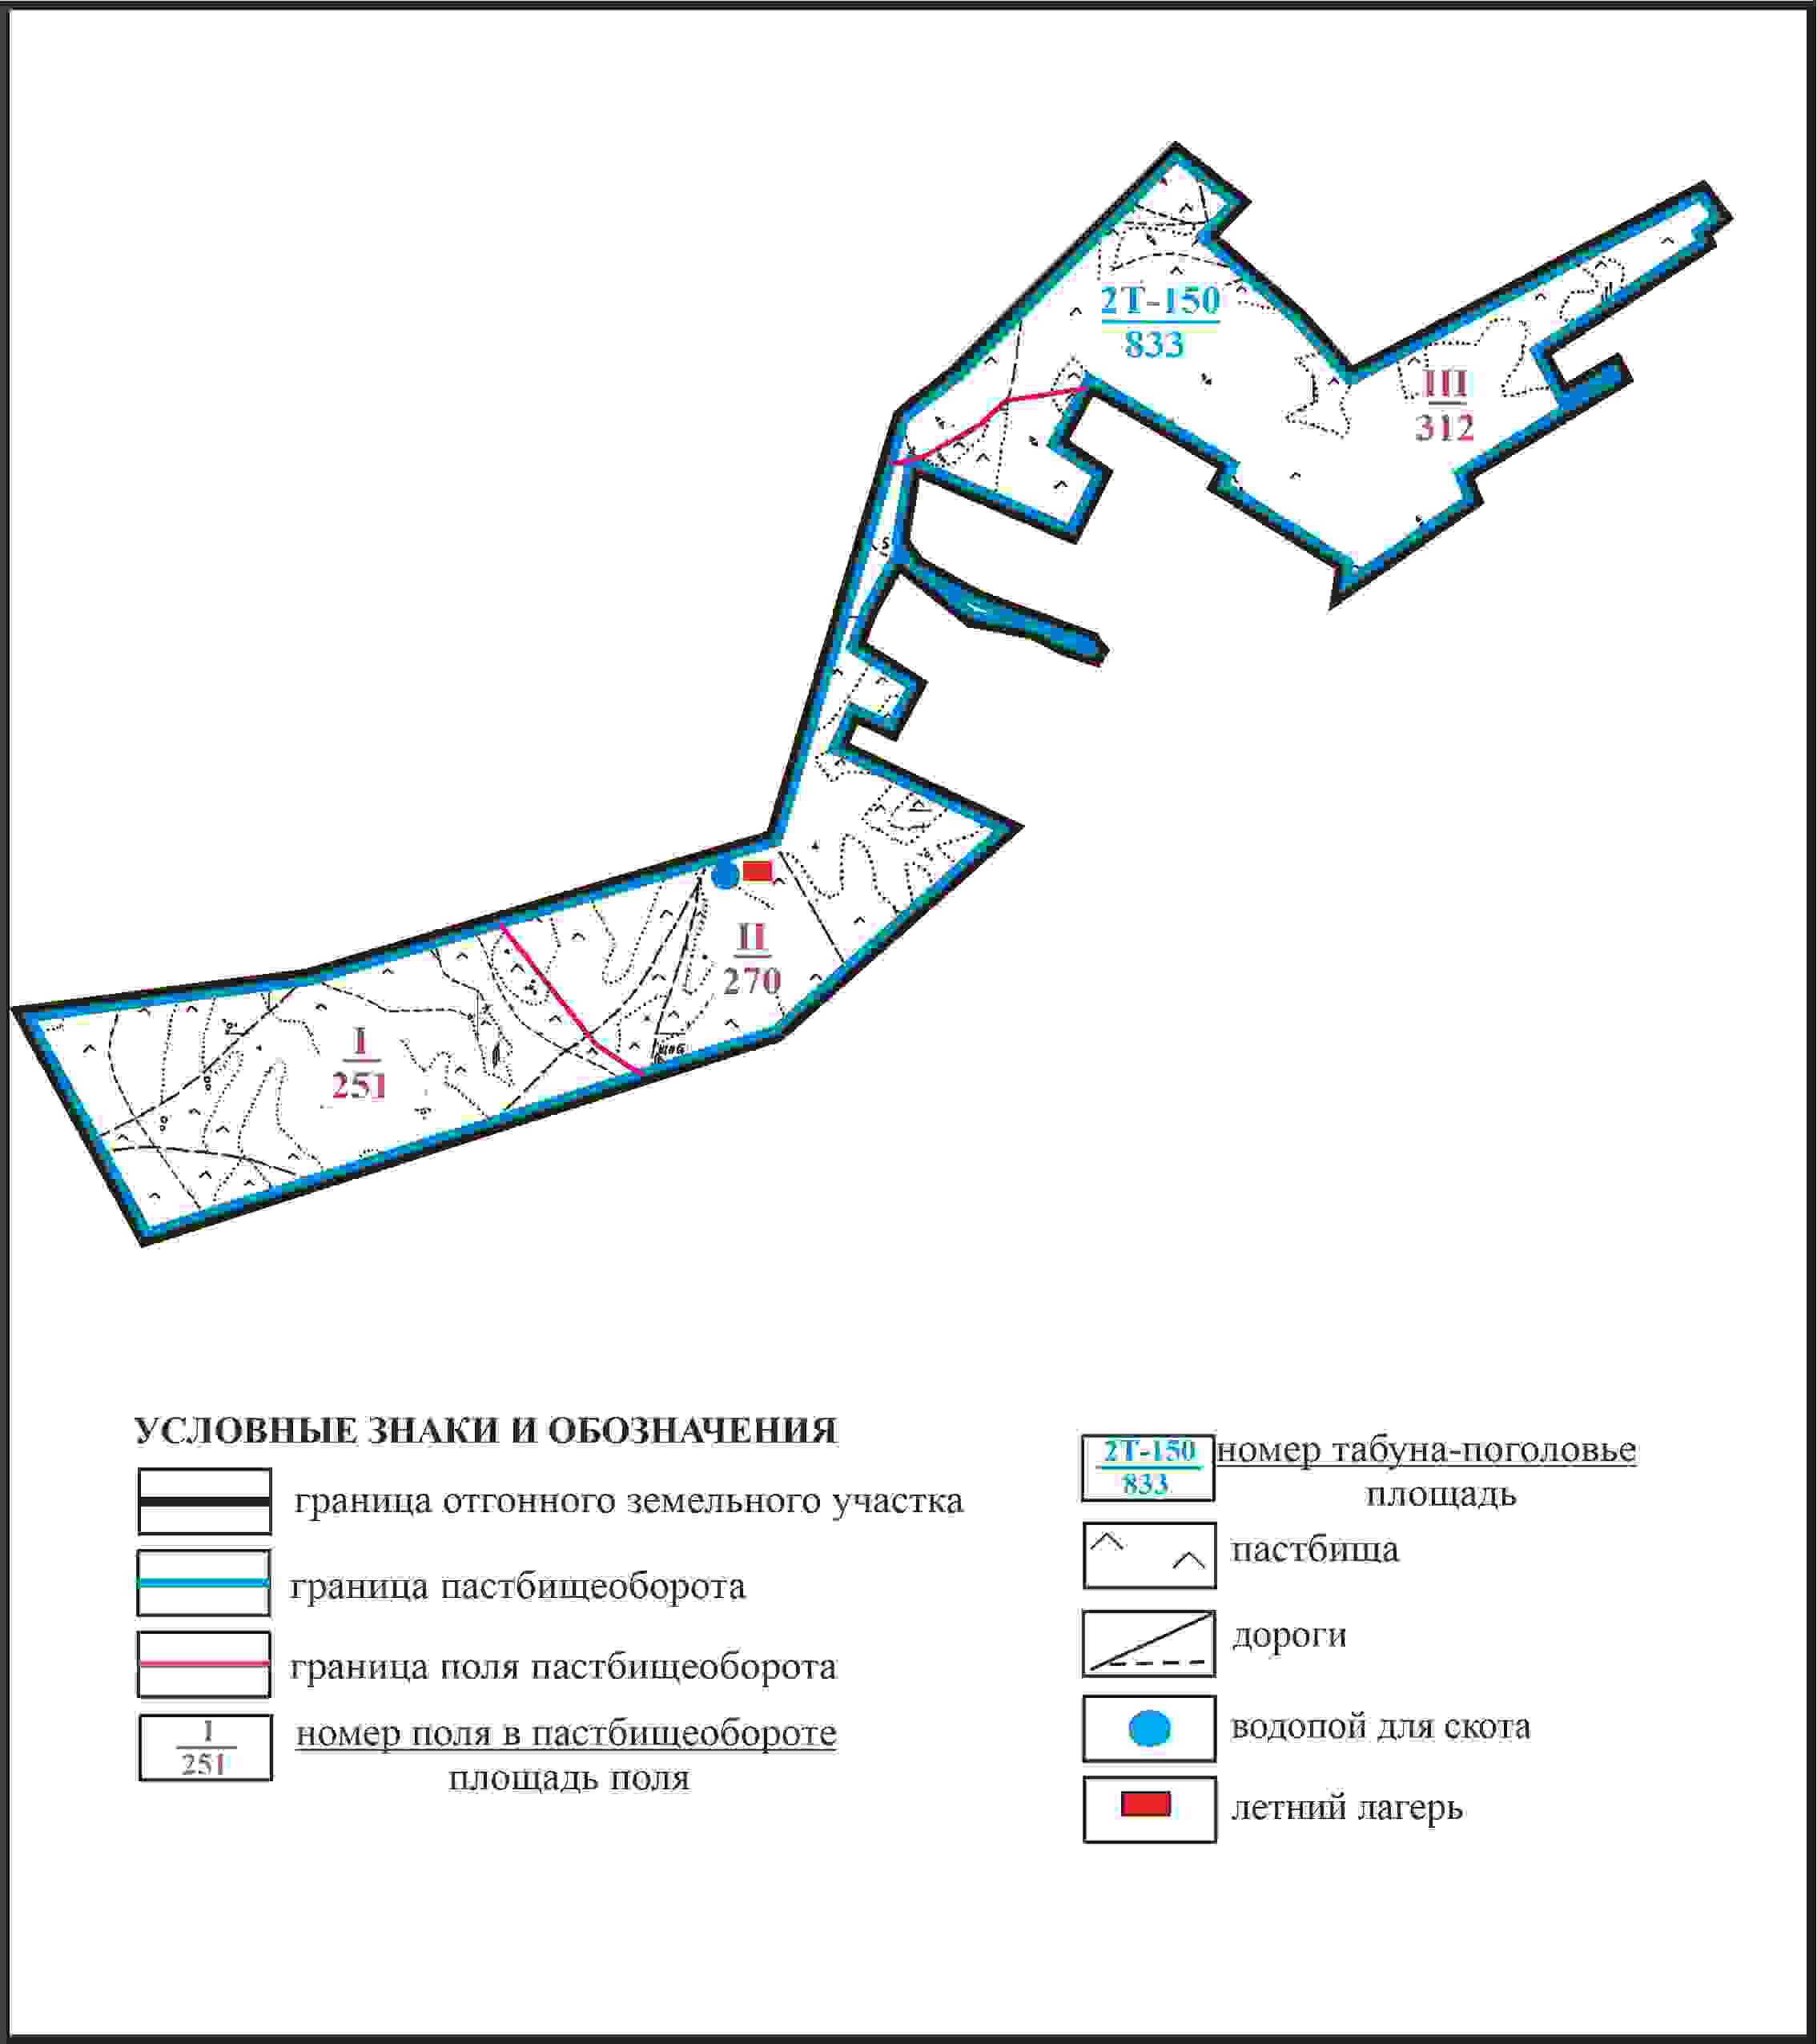 2Т-150
833
III
312
II
270
I
251
УСЛОВНЫЕ ЗНАКИ И ОБОЗНАЧЕНИЯ
граница отгонного земельного участка
граница пастбищеоборота
граница поля пастбищеоборота
I
251
номер поля в пастбищеобороте
площадь поля
2Т-150
833
номер табуна-поголовье
площадь
пастбища
дороги
водопой для скота
летний лагерь